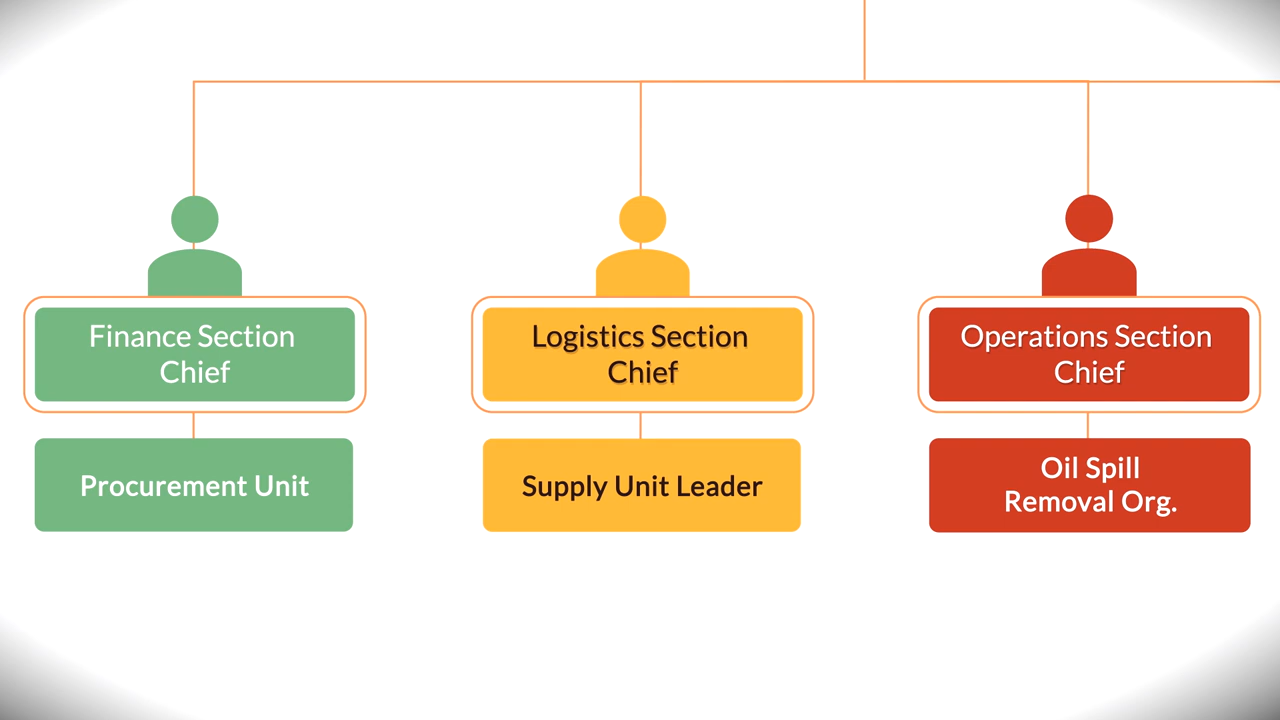 Finance Section
Chief
Logistics Section
Chief
Operations Section
Chief
Procurement Unit
Supply Unit Leader
Oil Spill
Removal Org.